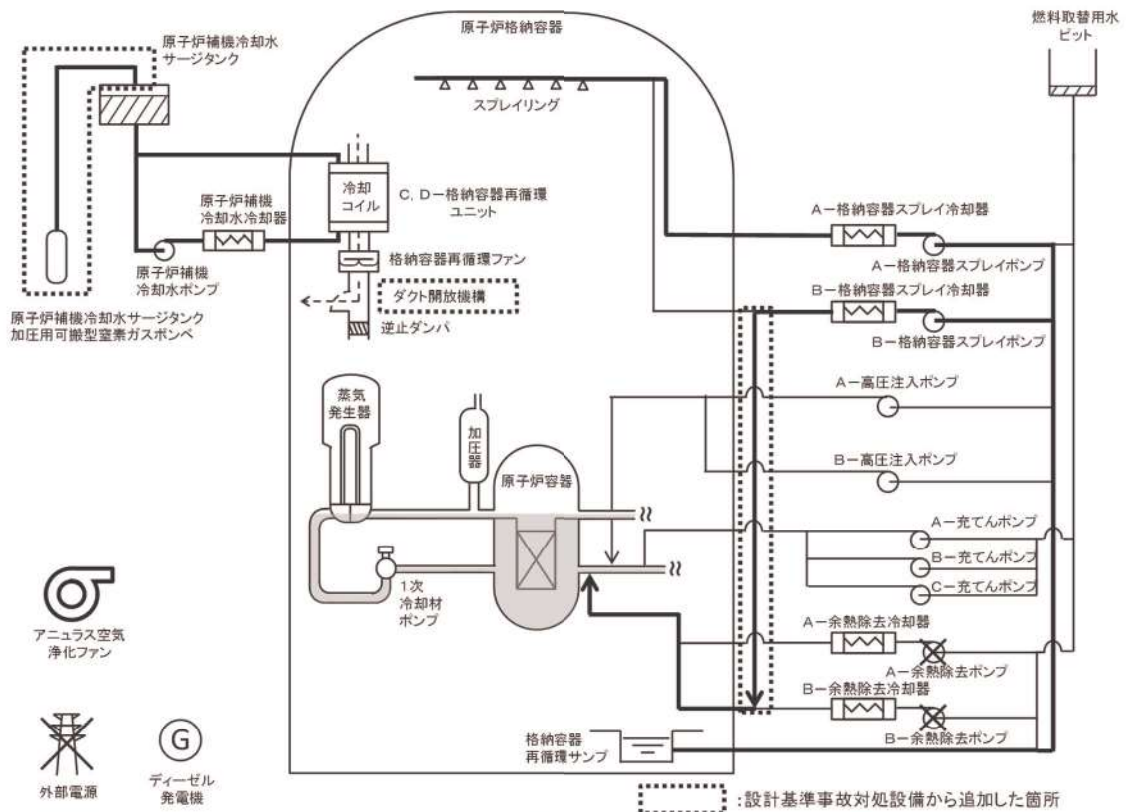 原子炉格納容器
燃料取替用水
ピット
原子炉補機冷却水
サージタンク
スプレイリング
冷却
コイル
C,D－格納容器再循環
ユニット
原子炉補機
冷却水冷却器
格納容器再循環ファン
原子炉補機
冷却水ポンプ
ダクト開放機構
逆止ダンパ
原子炉補機冷却水サージタンク
加圧用可搬型窒素ガスボンベ
A－格納容器スプレイ冷却器
A－格納容器スプレイポンプ
B－格納容器スプレイ冷却器
B－格納容器スプレイポンプ
A－高圧注入ポンプ
B－高圧注入ポンプ
蒸気
発生器
加圧器
原子炉容器
1次
冷却材
ポンプ
A－充てんポンプ
B－充てんポンプ
C－充てんポンプ
A－余熱除去冷却器
A－余熱除去ポンプ
B－余熱除去冷却器
B－余熱除去ポンプ
格納容器
再循環サンプ
アニュラス空気
浄化ファン
外部電源
G
ディーゼル
発電機
:設計基準事故対処設備から追加した箇所